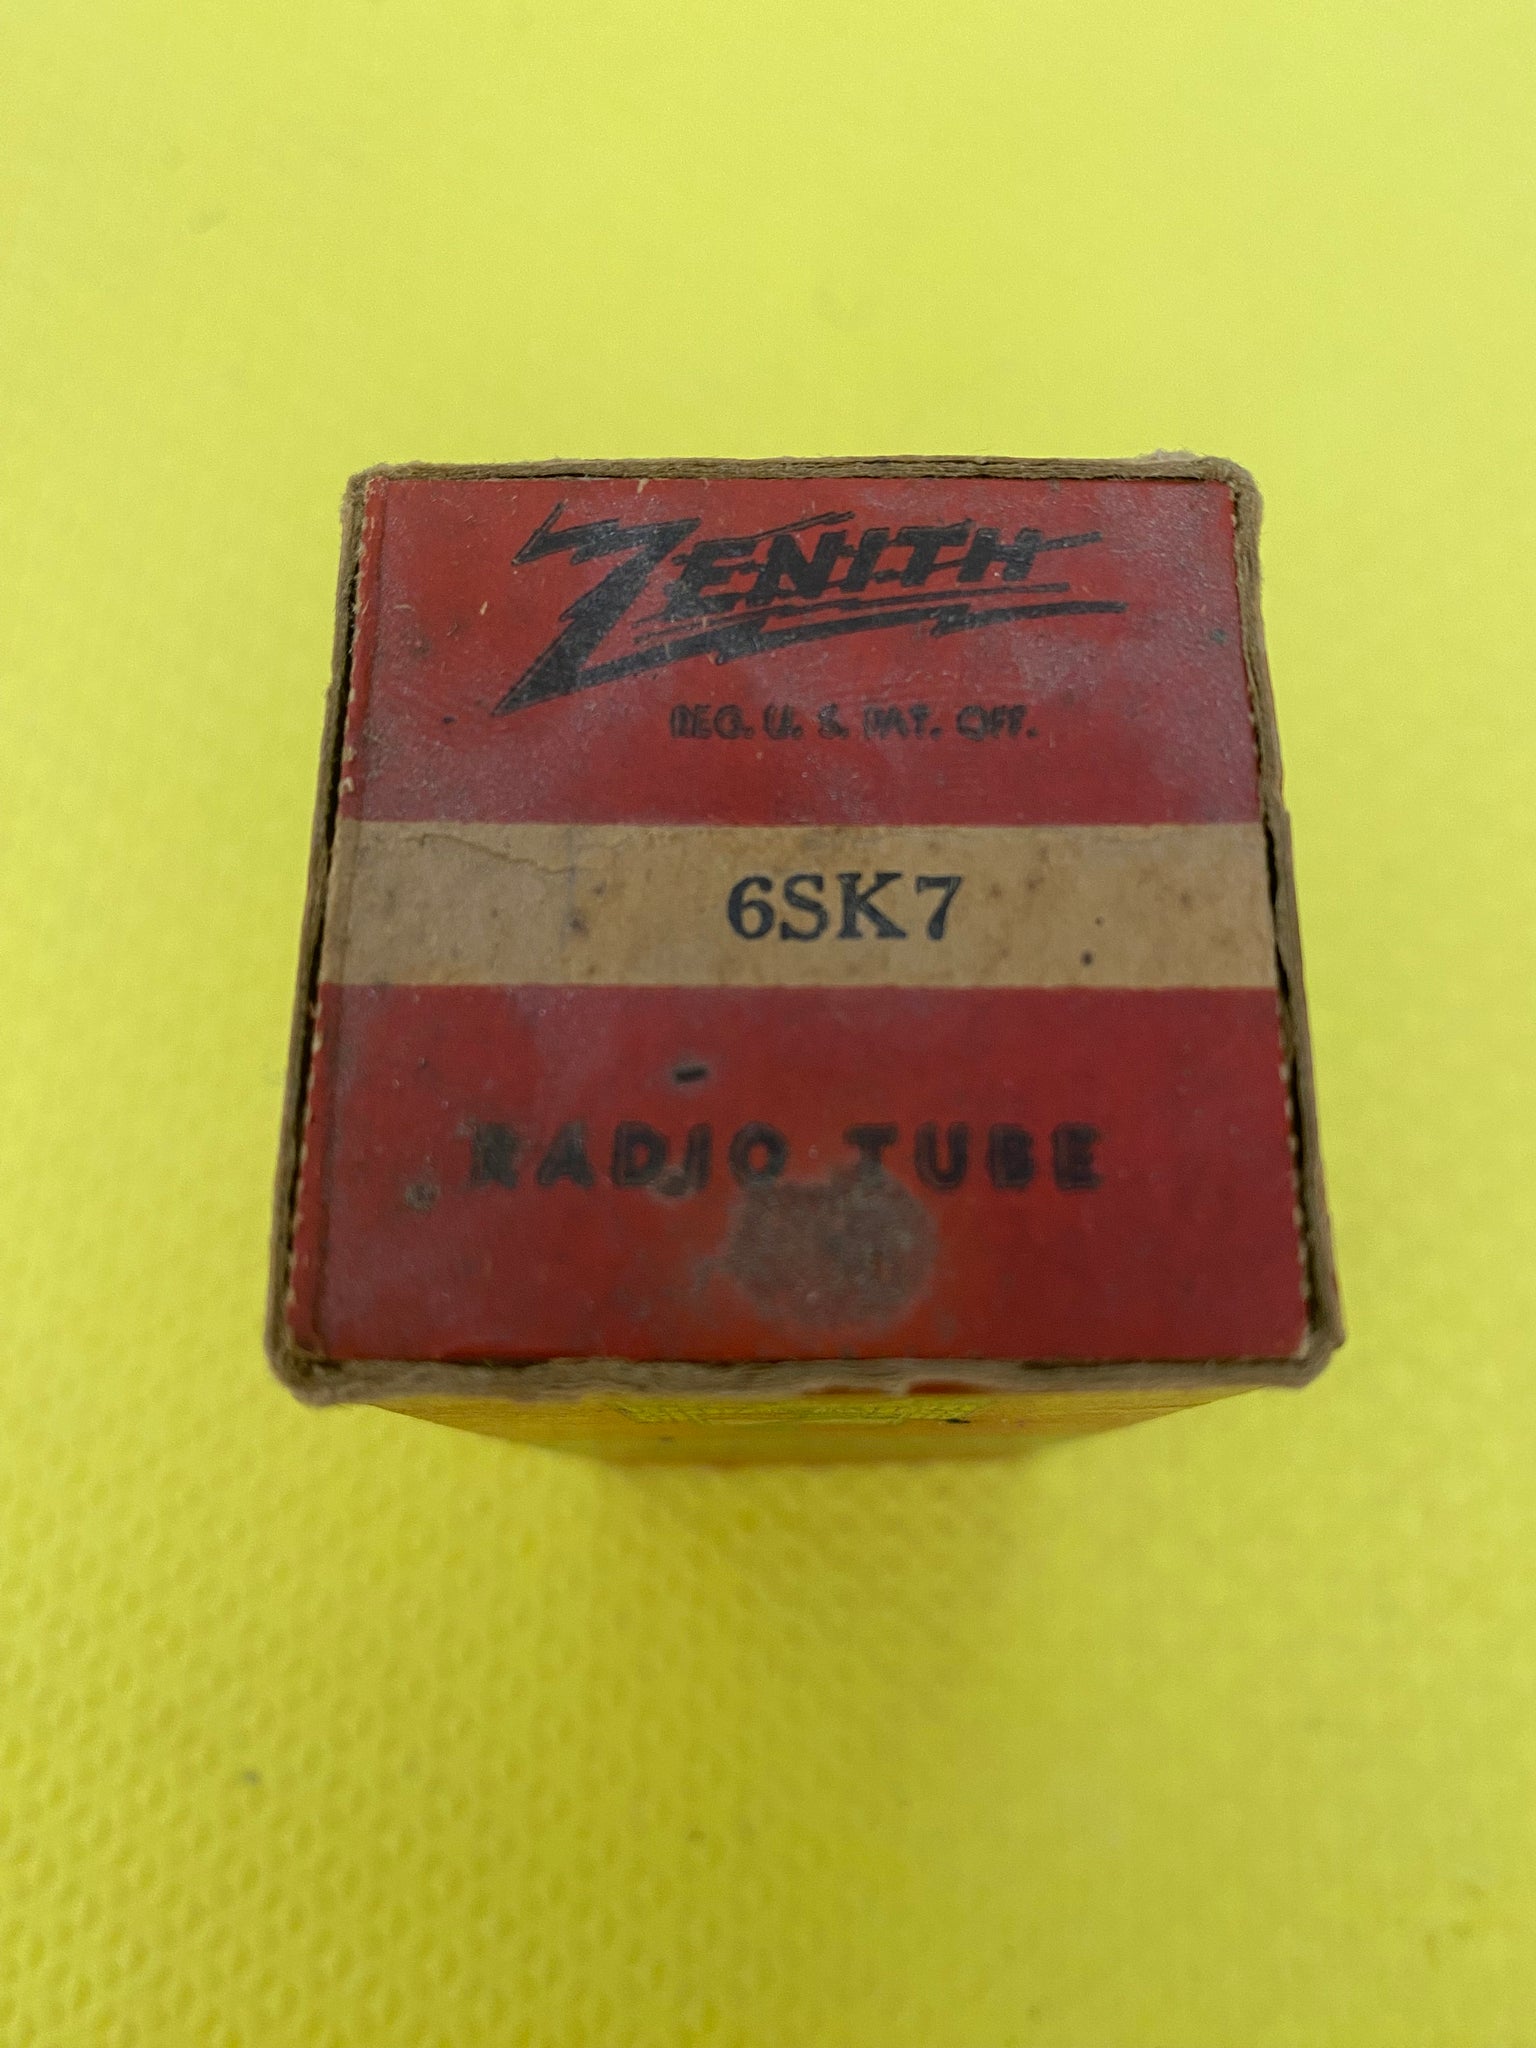 ZENITH
REG. U. S. PAT. OFF.
6SK7
RADIO TUBE